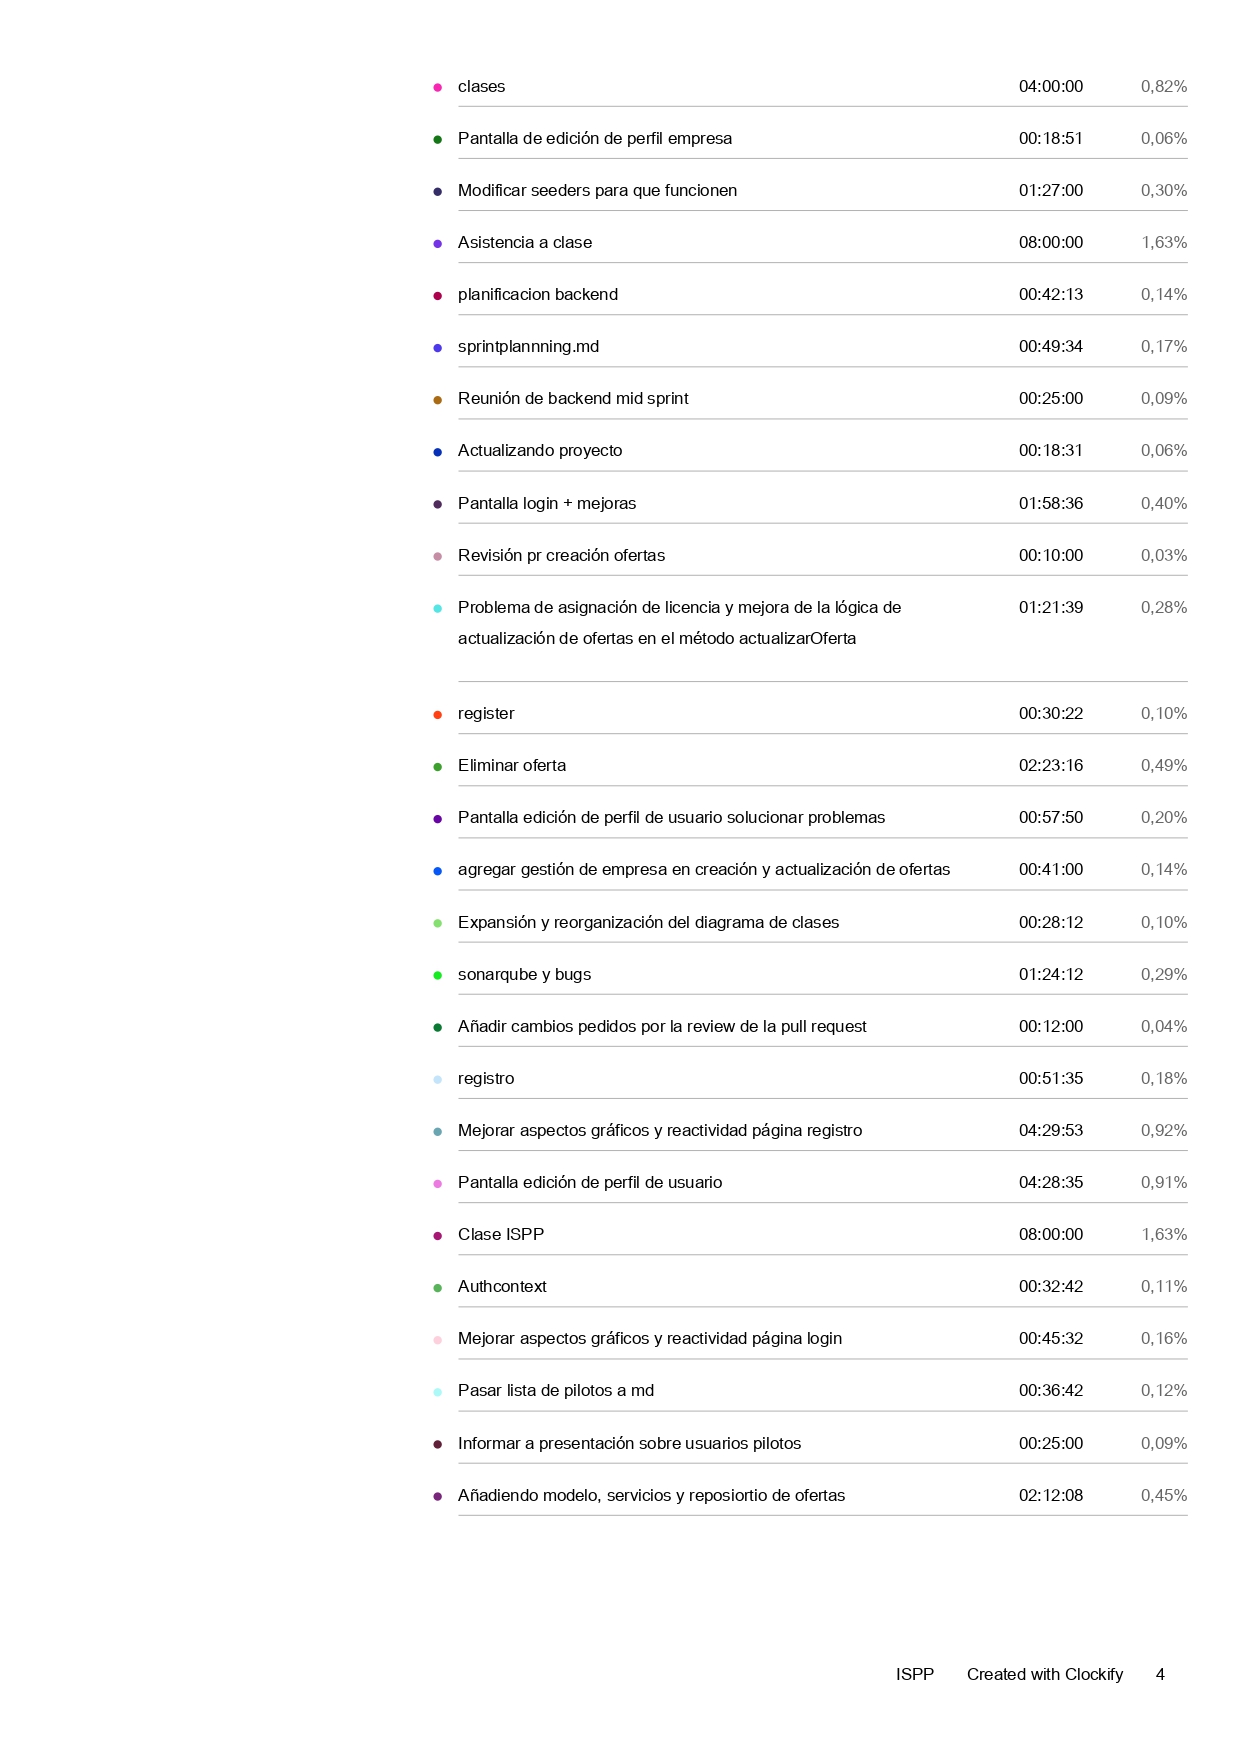 clases 04:00:00 0,82%
Pantalla de edición de perfil empresa 00:18:51 0,06%
Modificar seeders para que funcionen 01:27:00 0,30%
Asistencia a clase 08:00:00 1,63%
planificacion backend 00:42:13 0,14%
sprintplannning.md 00:49:34 0,17%
Reunión de backend mid sprint 00:25:00 0,09%
Actualizando proyecto 00:18:31 0,06%
Pantalla login + mejoras 01:58:36 0,40%
Revisión pr creación ofertas 00:10:00 0,03%
Problema de asignación de licencia y mejora de la lógica de 01:21:39 0,28%
actualización de ofertas en el método actualizarOferta
register 00:30:22 0,10%
Eliminar oferta 02:23:16 0,49%
Pantalla edición de perfil de usuario solucionar problemas 00:57:50 0,20%
agregar gestión de empresa en creación y actualización de ofertas 00:41:00 0,14%
Expansión y reorganización del diagrama de clases 00:28:12 0,10%
sonarqube y bugs 01:24:12 0,29%
Añadir cambios pedidos por la review de la pull request 00:12:00 0,04%
registro 00:51:35 0,18%
Mejorar aspectos gráficos y reactividad página registro 04:29:53 0,92%
Pantalla edición de perfil de usuario 04:28:35 0,91%
Clase ISPP 08:00:00 1,63%
Authcontext 00:32:42 0,11%
Mejorar aspectos gráficos y reactividad página login 00:45:32 0,16%
Pasar lista de pilotos a md 00:36:42 0,12%
Informar a presentación sobre usuarios pilotos 00:25:00 0,09%
Añadiendo modelo, servicios y reposiortio de ofertas 02:12:08 0,45%
ISPP Created with Clockify 4